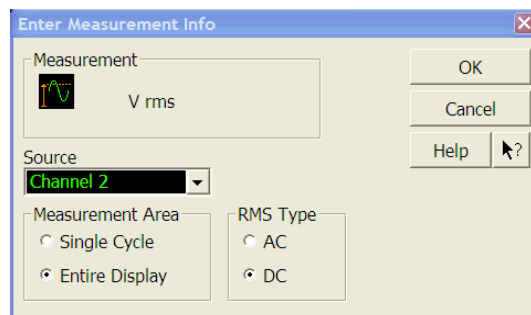 Enter Measurement Info
Measurement
V rms
OK
Cancel
Help
?
Source
Channel 2
Measurement Area
Single Cycle
Entire Display
RMS Type
AC
DC